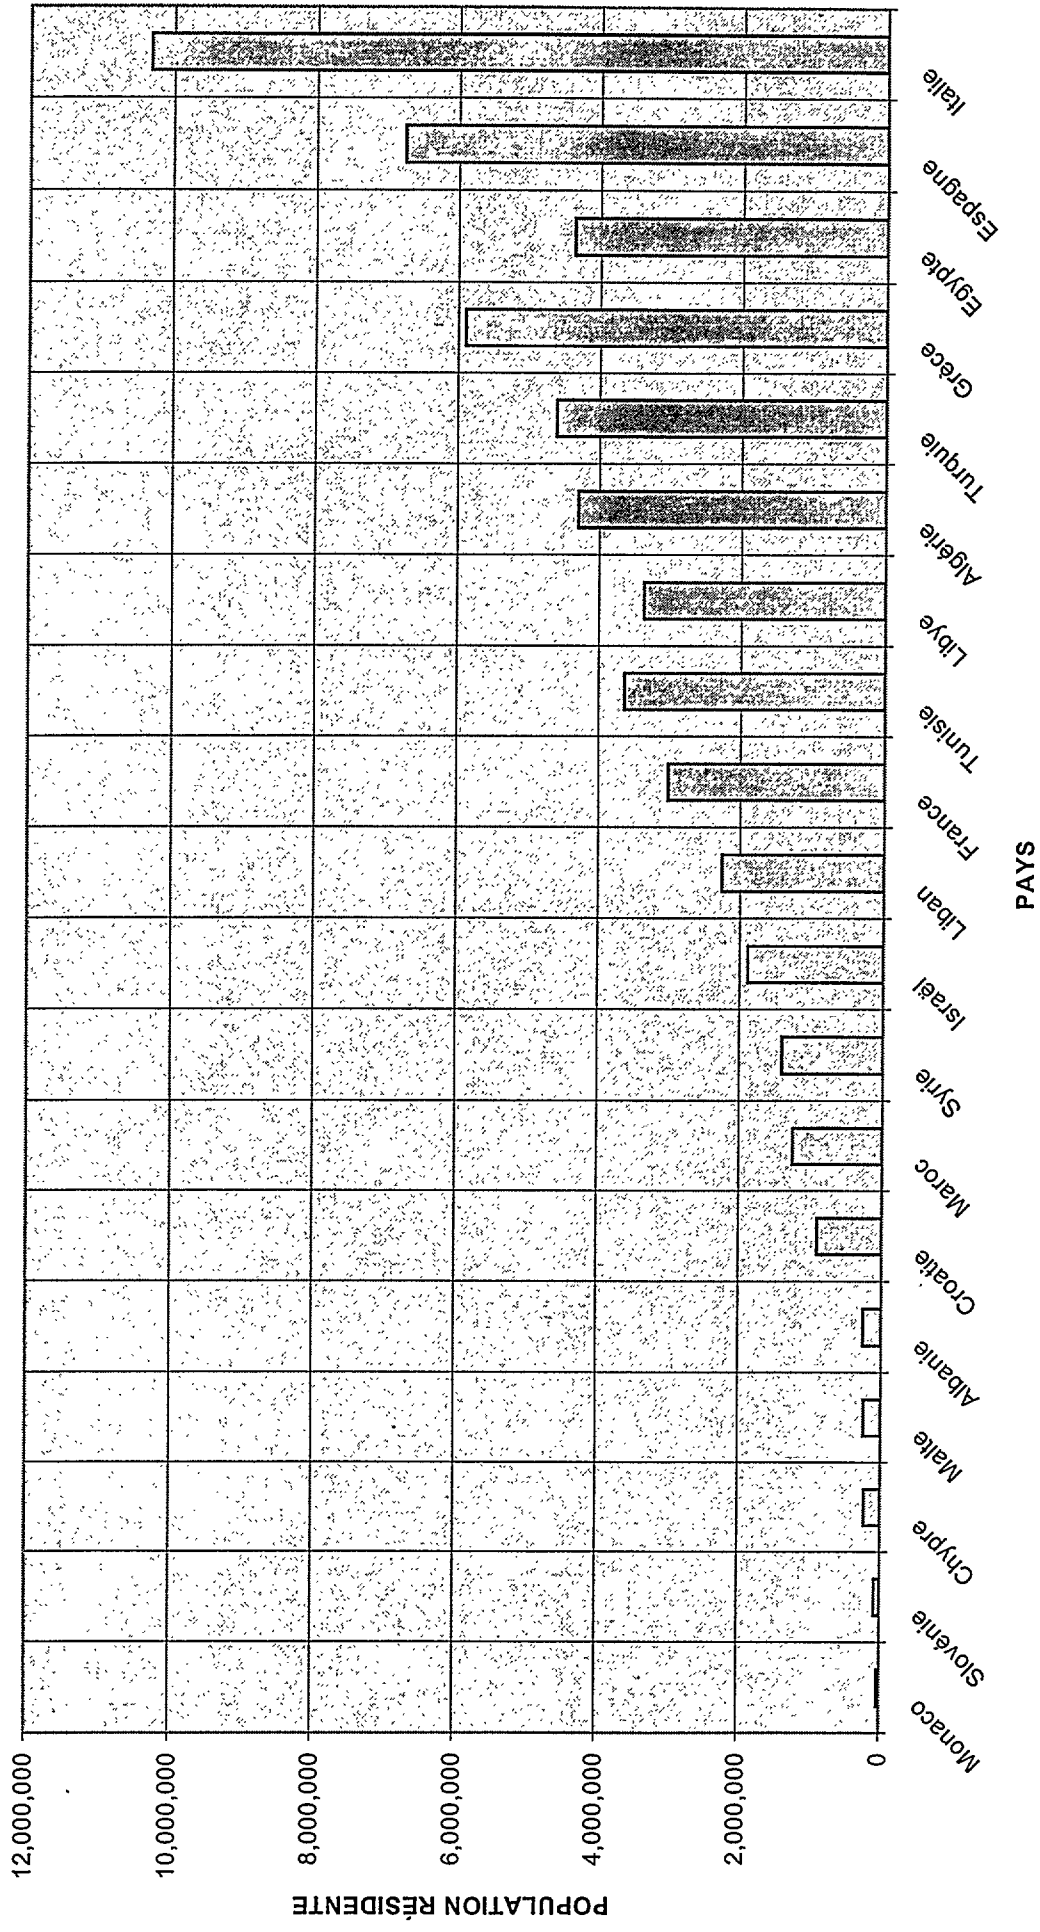 POPULATION RÉSIDENTE
12,000,000
10,000,000
8,000,000
6,000,000
4,000,000
2,000,000
0
Monaco
Slovénie
Chypre
Malte
Albanie
Croatie
Maroc
Syrie
Israël
Liban
France
Tunisie
Libye
Algérie
Turquie
Grèce
Egypte
Espagne
Italie
PAYS